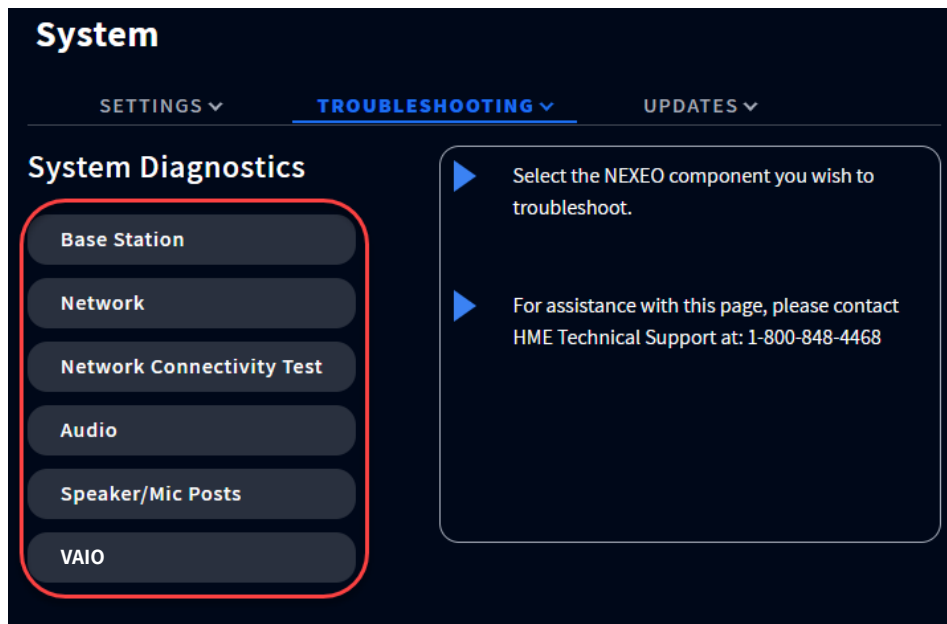 System
SETTINGS
TROUBLESHOOTING
UPDATES
System Diagnostics
Base Station
Network
Network Connectivity Test
Audio
Speaker/Mic Posts
VAIO
Select the NEXEO component you wish to
troubleshoot.
For assistance with this page, please contact
HME Technical Support at: 1-800-848-4468